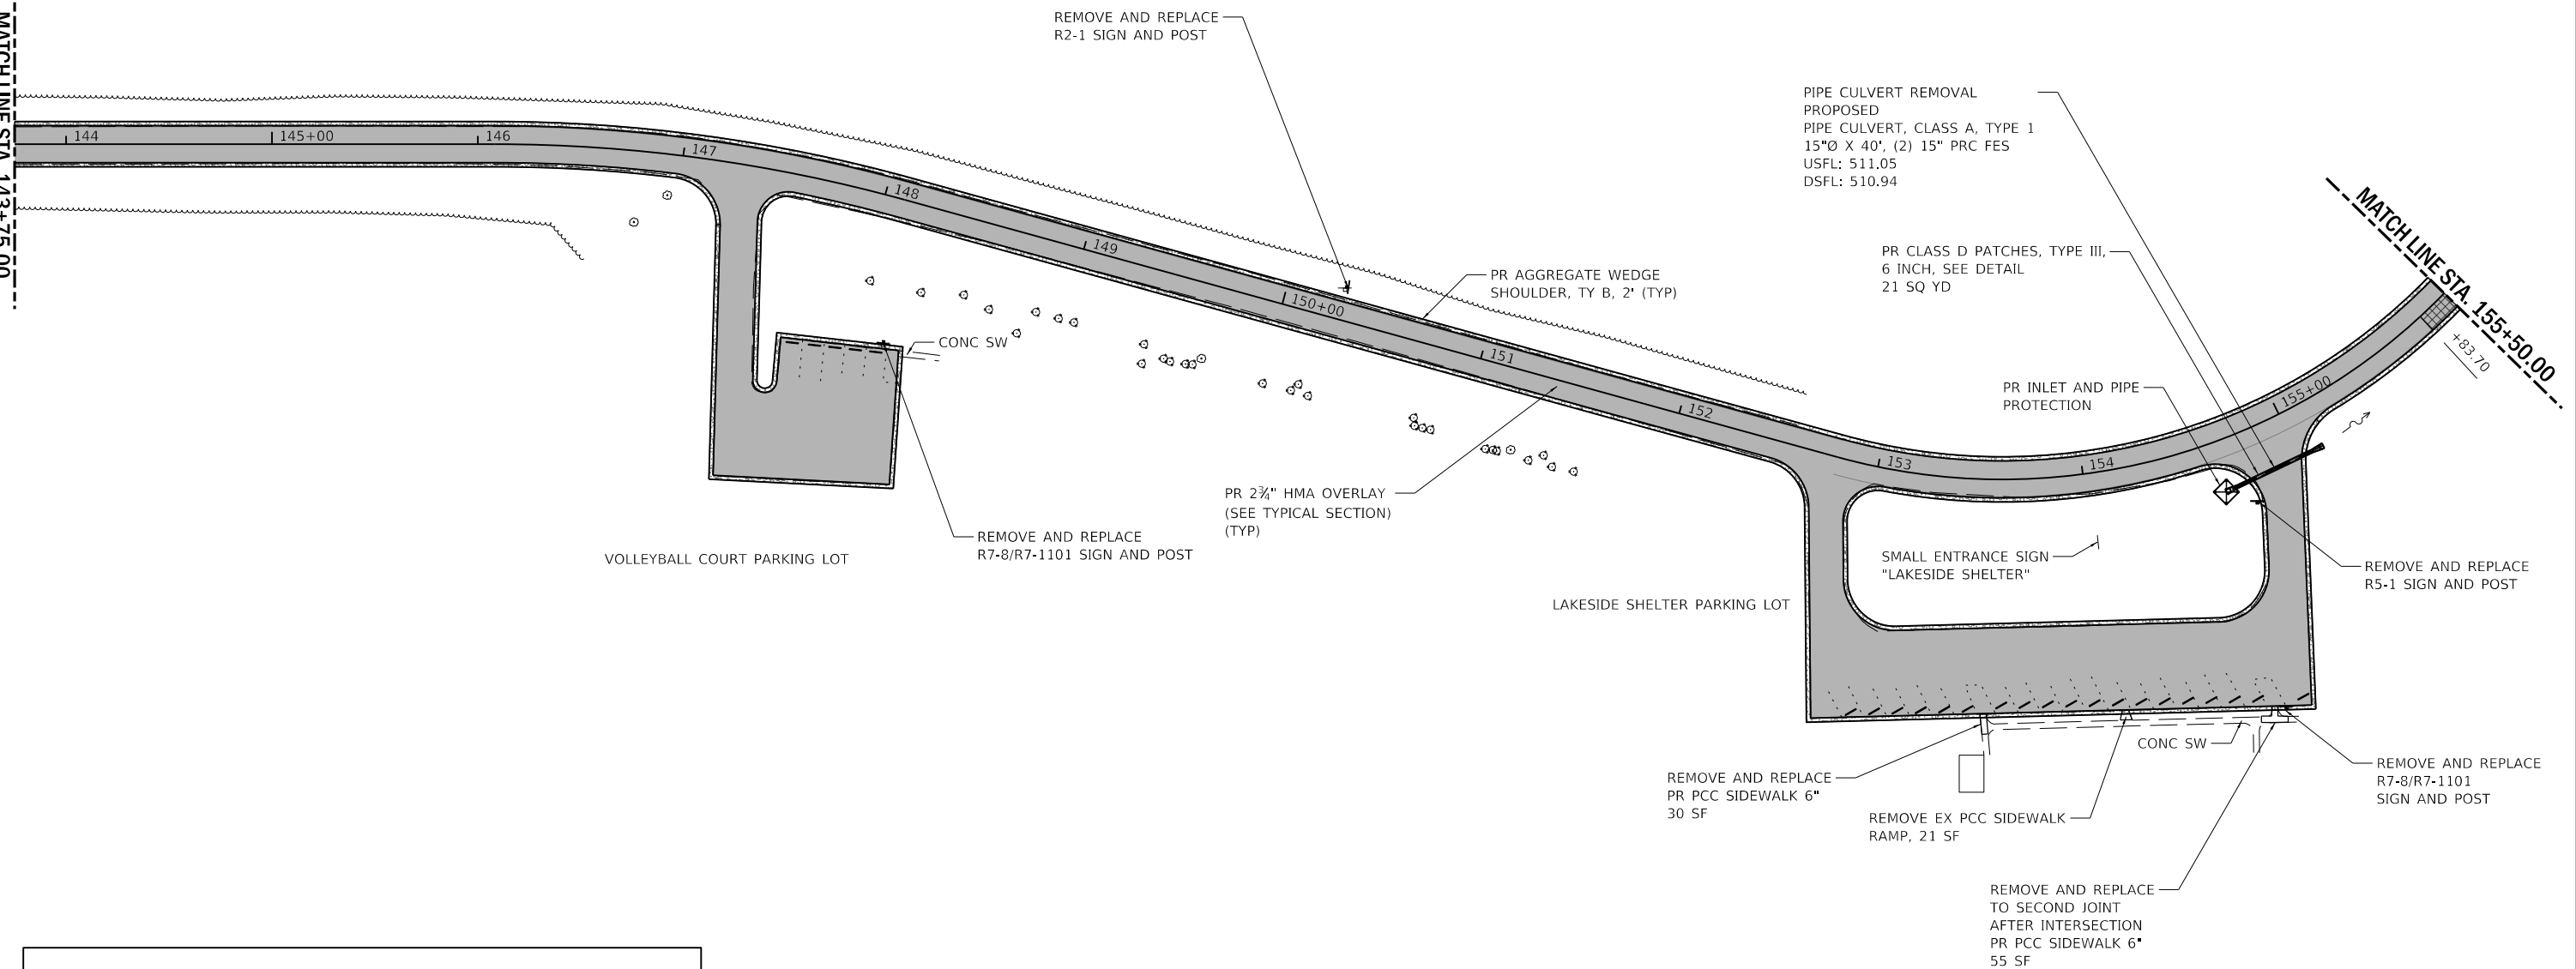 REMOVE AND REPLACE
R2-1 SIGN AND POST
MATCH LINE STA. 143+75.00
144
145+00
146
147
148
149
150+00
151
152
153
154
155+00
PIPE CULVERT REMOVAL
PROPOSED
PIPE CULVERT, CLASS A, TYPE 1
15"Ø X 40', (2) 15" PRC FES
USFL: 511.05
DSFL: 510.94
MATCH LINE STA. 155+50.00
+83.70
PR CLASS D PATCHES, TYPE III,
6 INCH, SEE DETAIL
21 SQ YD
PR AGGREGATE WEDGE
SHOULDER, TY B, 2' (TYP)
CONC SW
PR INLET AND PIPE
PROTECTION
PR 2¾" HMA OVERLAY
(SEE TYPICAL SECTION)
(TYP)
REMOVE AND REPLACE
R7-8/R7-1101 SIGN AND POST
VOLLEYBALL COURT PARKING LOT
SMALL ENTRANCE SIGN
"LAKESIDE SHELTER"
REMOVE AND REPLACE
R5-1 SIGN AND POST
LAKESIDE SHELTER PARKING LOT
CONC SW
REMOVE AND REPLACE
PR PCC SIDEWALK 6"
30 SF
REMOVE EX PCC SIDEWALK
RAMP, 21 SF
REMOVE AND REPLACE
R7-8/R7-1101
SIGN AND POST
REMOVE AND REPLACE
TO SECOND JOINT
AFTER INTERSECTION
PR PCC SIDEWALK 6"
55 SF